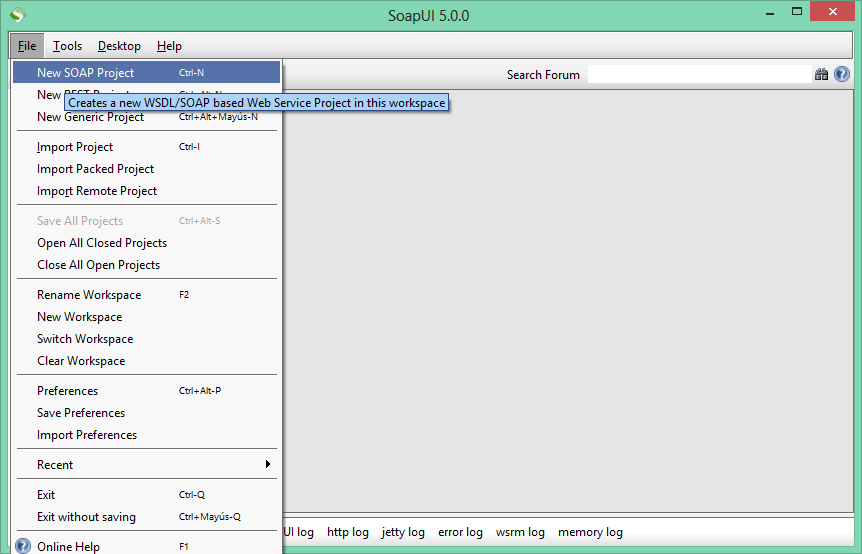 SoapUI 5.0.0
File Tools Desktop Help
New SOAP Project Ctrl-N
Search Forum
New
Creates a new WSDL/SOAP based Web Service Project in this workspace
New Generic Project Ctrl+Alt+Mayús-N
Import Project Ctrl-I
Import Packed Project
Import Remote Project
Save All Projects Ctrl+Alt-S
Open All Closed Projects
Close All Open Projects
Rename Workspace F2
New Workspace
Switch Workspace
Clear Workspace
Preferences Ctrl+Alt-P
Save Preferences
Import Preferences
Recent
Exit Ctrl-Q
Exit without saving Ctrl+Mayús-Q
UI log http log jetty log error log wsrm log memory log
Online Help F1